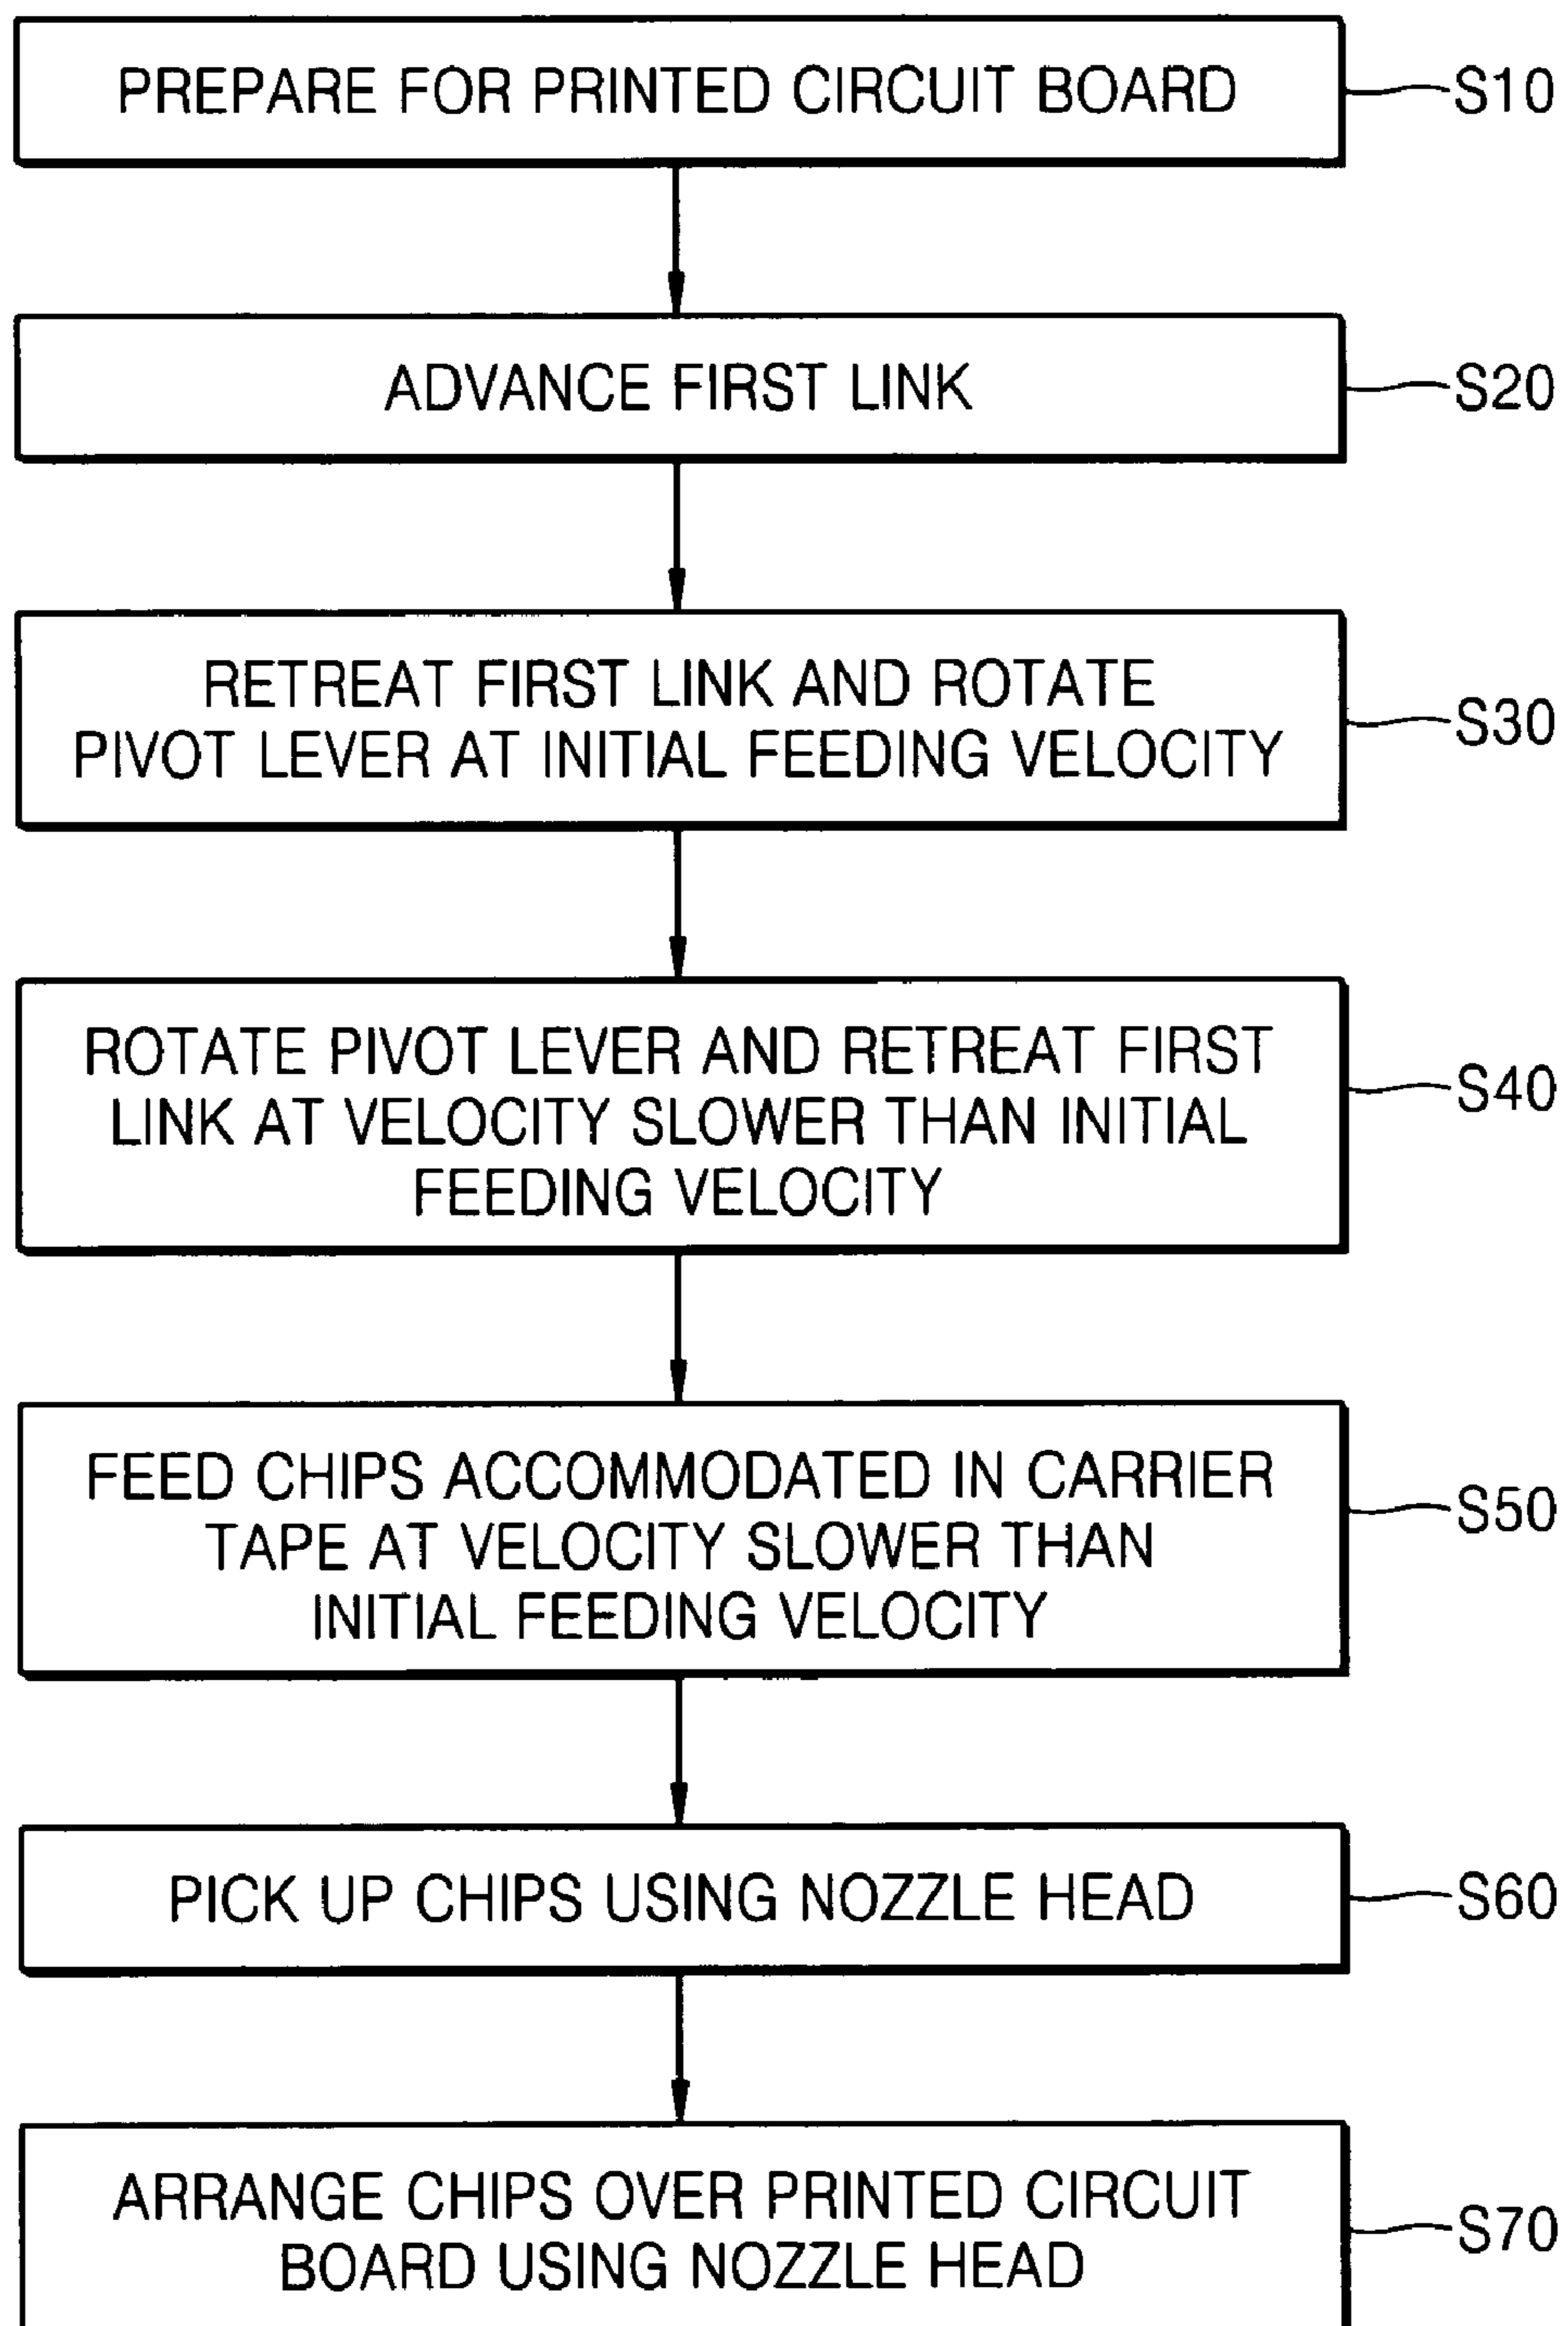 PREPARE FOR PRINTED CIRCUIT BOARD
S10
ADVANCE FIRST LINK
S20
RETREAT FIRST LINK AND ROTATE
PIVOT LEVER AT INITIAL FEEDING VELOCITY
S30
ROTATE PIVOT LEVER AND RETREAT FIRST
LINK AT VELOCITY SLOWER THAN INITIAL
FEEDING VELOCITY
S40
FEED CHIPS ACCOMMODATED IN CARRIER
TAPE AT VELOCITY SLOWER THAN
INITIAL FEEDING VELOCITY
S50
PICK UP CHIPS USING NOZZLE HEAD
S60
ARRANGE CHIPS OVER PRINTED CIRCUIT
BOARD USING NOZZLE HEAD
S70